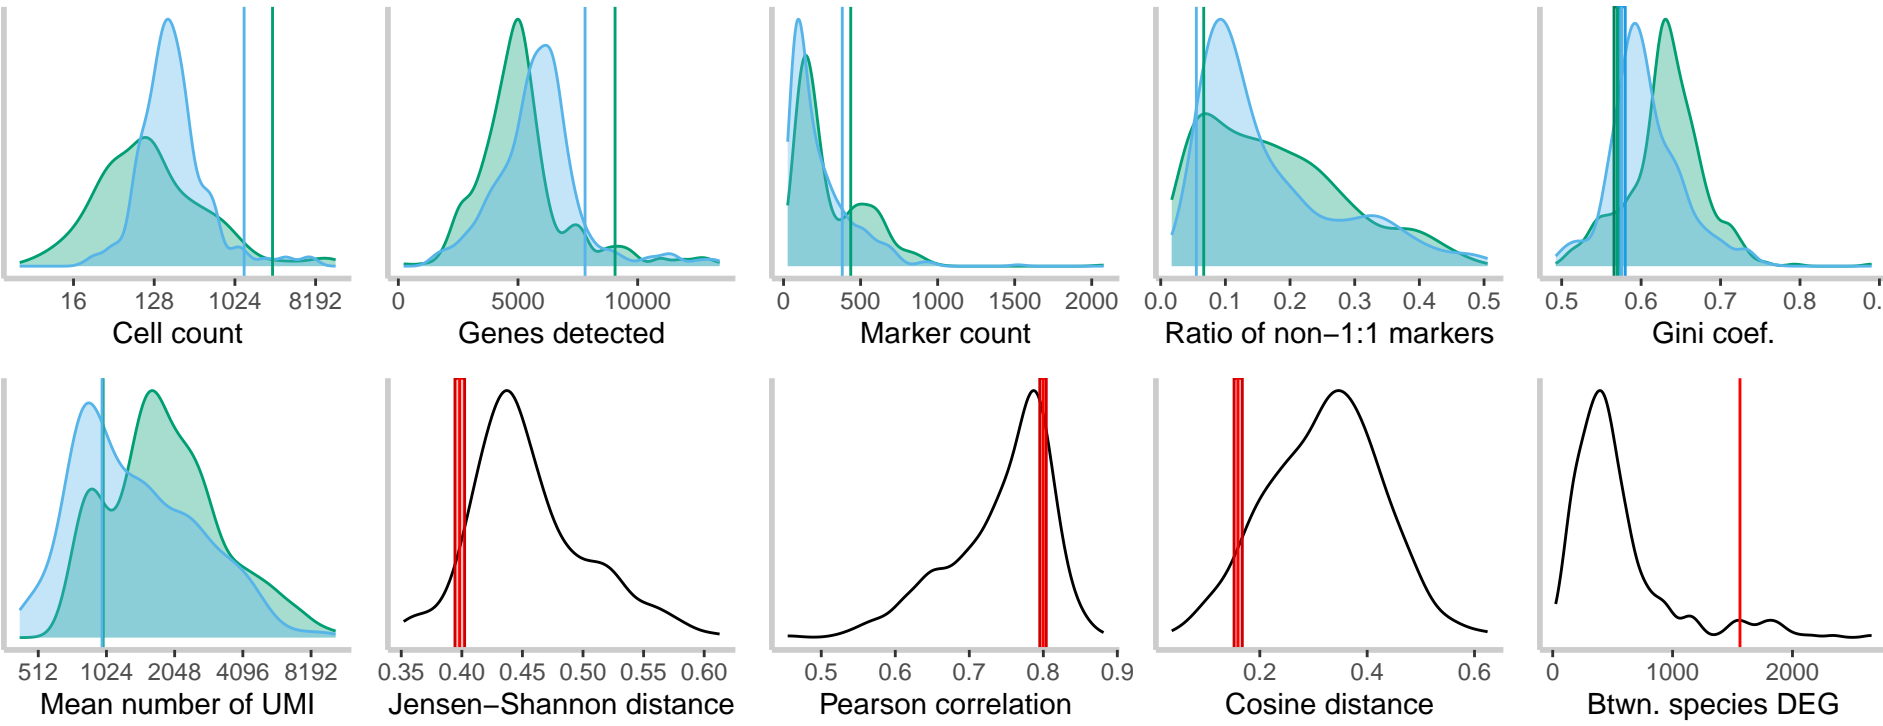 16 128 1024 8192
Cell count
0 5000 10000
Genes detected
0 500 1000 1500 2000
Marker count
0.0 0.1 0.2 0.3 0.4 0.5
Ratio of non−1:1 markers
0.5 0.6 0.7 0.8 0.
Gini coef.
512 1024 2048 4096 8192
Mean number of UMI
0.35 0.40 0.45 0.50 0.55 0.60
Jensen−Shannon distance
0.5 0.6 0.7 0.8 0.9
Pearson correlation
0.2 0.4 0.6
Cosine distance
0 1000 2000
Btwn. species DEG